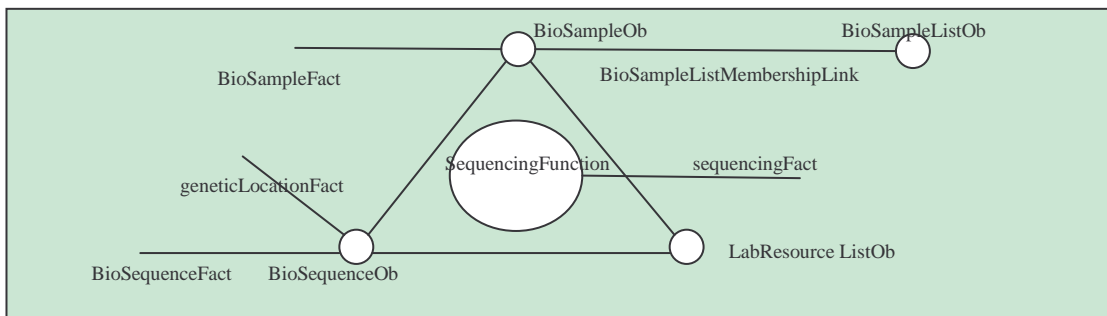 BioSampleOb
BioSampleListOb
BioSampleFact
BioSampleListMembershipLink
SequencingFunction
sequencingFact
geneticLocationFact
LabResource ListOb
BioSequenceFact
BioSequenceOb